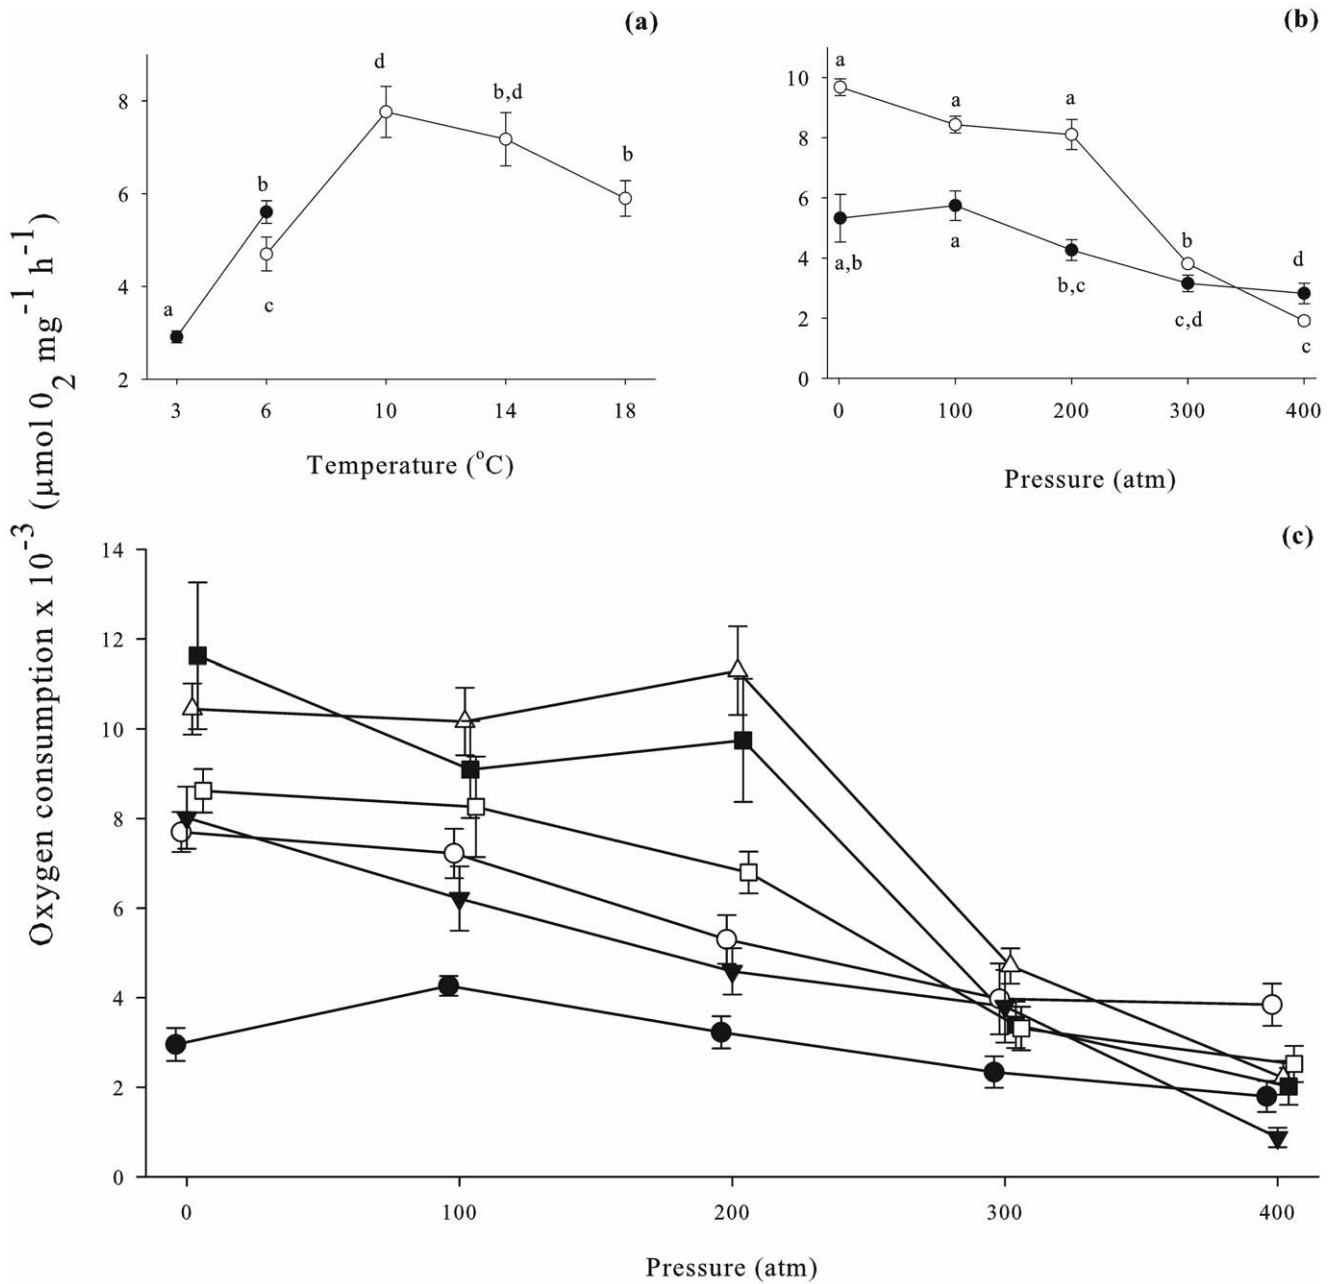 (a)
8
6
4
2
a
b
c
d
b,d
b
3 6 10 14 18
Temperature (°C)
(b)
10
8
6
4
2
0
a
a
a
b
d
a,b
a
b,c
c,d
c
0 100 200 300 400
Pressure (atm)
Oxygen consumption x 10⁻³ (µmol 0₂ mg⁻¹ h⁻¹)
(c)
14
12
10
8
6
4
2
0
0 100 200 300 400
Pressure (atm)